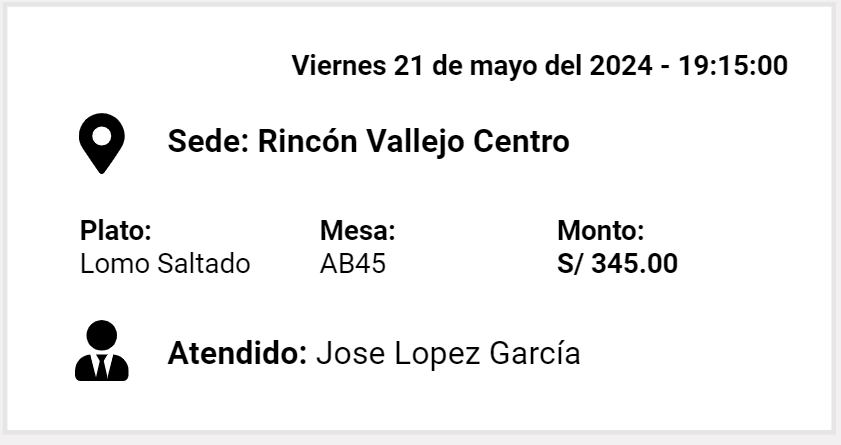 Viernes 21 de mayo del 2024 - 19:15:00
Sede: Rincón Vallejo Centro
Plato: Mesa: Monto:
Lomo Saltado AB45 S/ 345.00
Atendido: Jose Lopez García